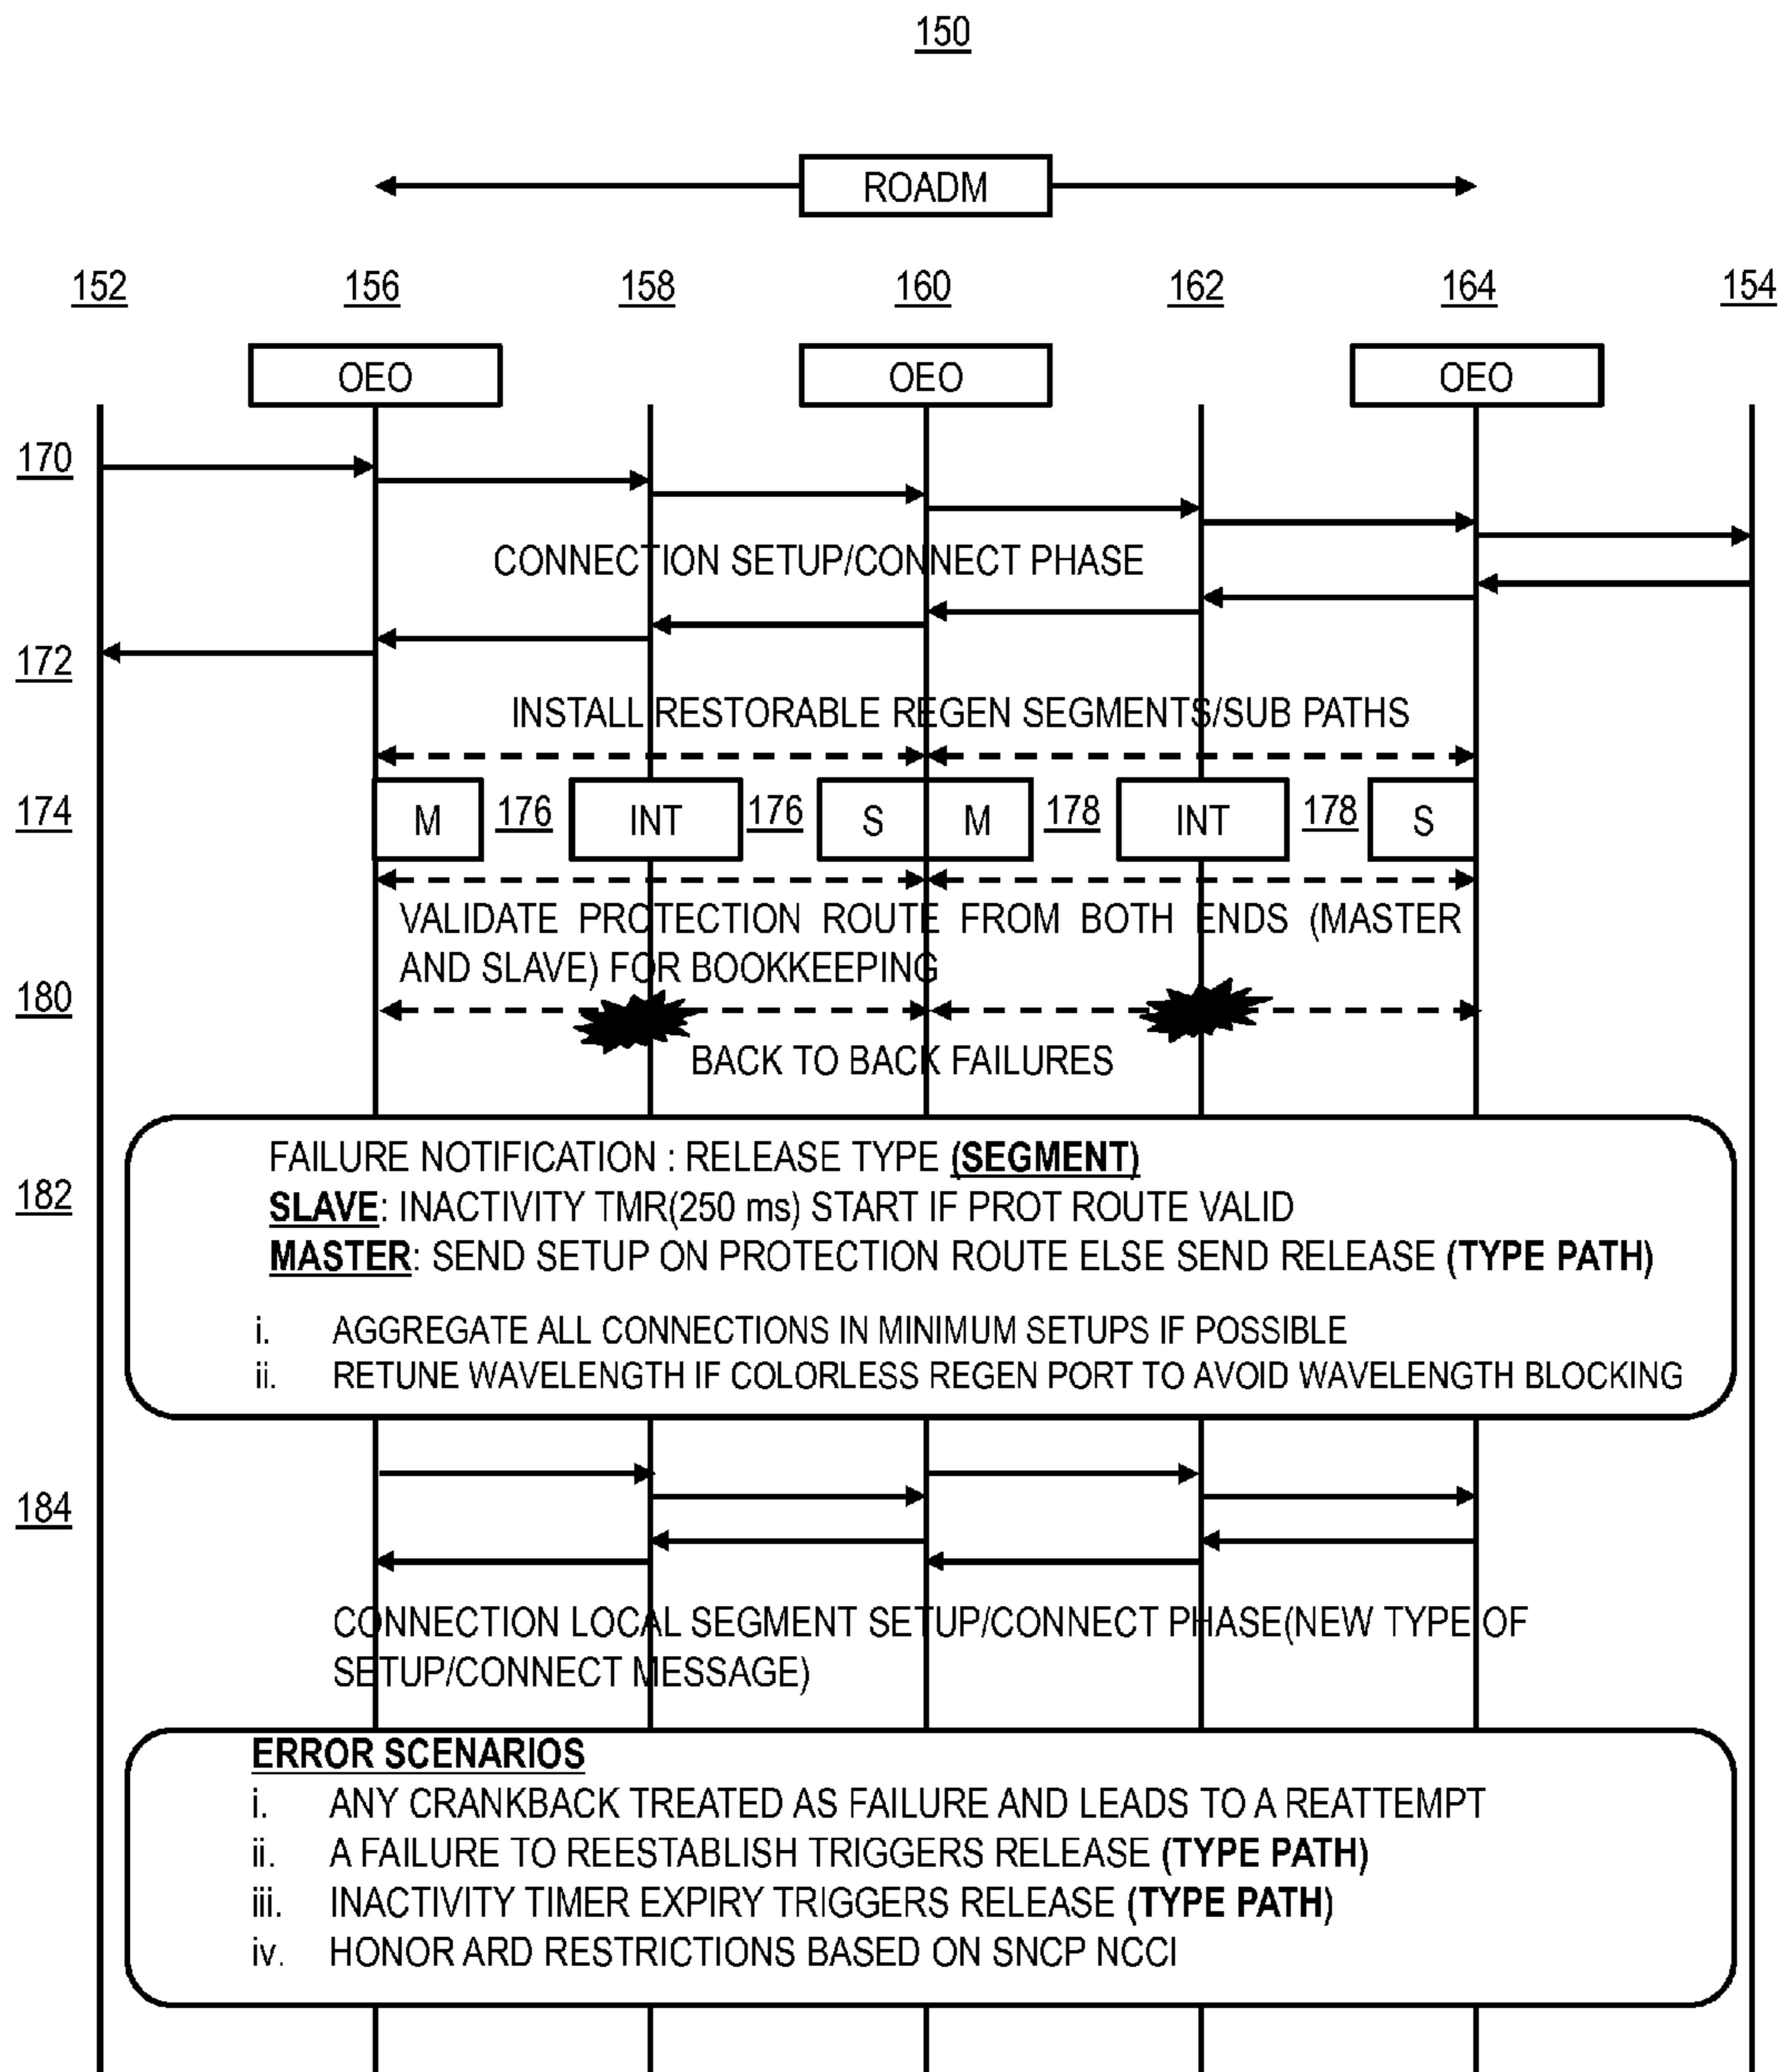 150
ROADM
152 156 158 160 162 164 154
OEO OEO OEO
170
CONNECTION SETUP/CONNECT PHASE
172
INSTALL RESTORABLE REGEN SEGMENTS/SUB PATHS
174 M 176 INT 176 S M 178 INT 178 S
VALIDATE PROTECTION ROUTE FROM BOTH ENDS (MASTER
AND SLAVE) FOR BOOKKEEPING
180
BACK TO BACK FAILURES
FAILURE NOTIFICATION : RELEASE TYPE (SEGMENT)
182
SLAVE: INACTIVITY TMR(250 ms) START IF PROT ROUTE VALID
MASTER: SEND SETUP ON PROTECTION ROUTE ELSE SEND RELEASE (TYPE PATH)
i. AGGREGATE ALL CONNECTIONS IN MINIMUM SETUPS IF POSSIBLE
ii. RETUNE WAVELENGTH IF COLORLESS REGEN PORT TO AVOID WAVELENGTH BLOCKING
184
CONNECTION LOCAL SEGMENT SETUP/CONNECT PHASE(NEW TYPE OF
SETUP/CONNECT MESSAGE)
ERROR SCENARIOS
i. ANY CRANKBACK TREATED AS FAILURE AND LEADS TO A REATTEMPT
ii. A FAILURE TO REESTABLISH TRIGGERS RELEASE (TYPE PATH)
iii. INACTIVITY TIMER EXPIRY TRIGGERS RELEASE (TYPE PATH)
iv. HONOR ARD RESTRICTIONS BASED ON SNCP NCCI